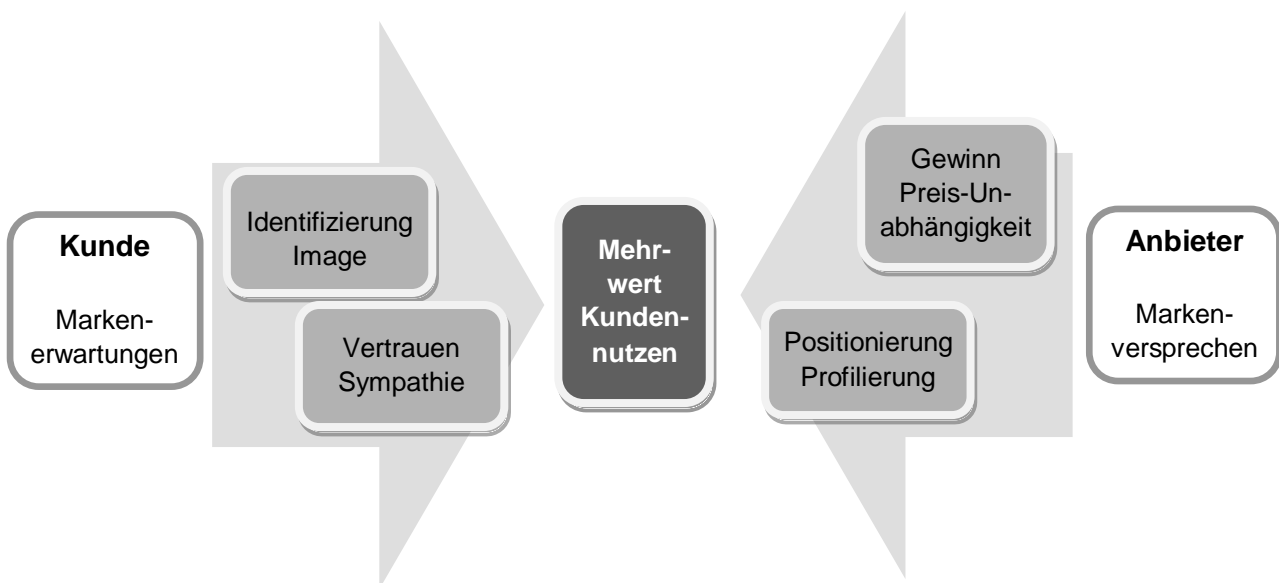 Kunde
Marken-
erwartungen
Identifizierung
Image
Vertrauen
Sympathie
Mehr-
wert
Kunden-
nutzen
Gewinn
Preis-Un-
abhängigkeit
Positionierung
Profilierung
Anbieter
Marken-
versprechen